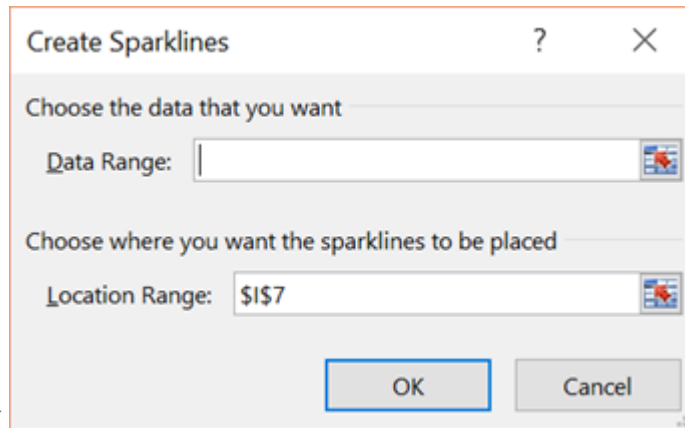 Create Sparklines ? ×
Choose the data that you want
Data Range:
Choose where you want the sparklines to be placed
Location Range: $I$7
OK Cancel